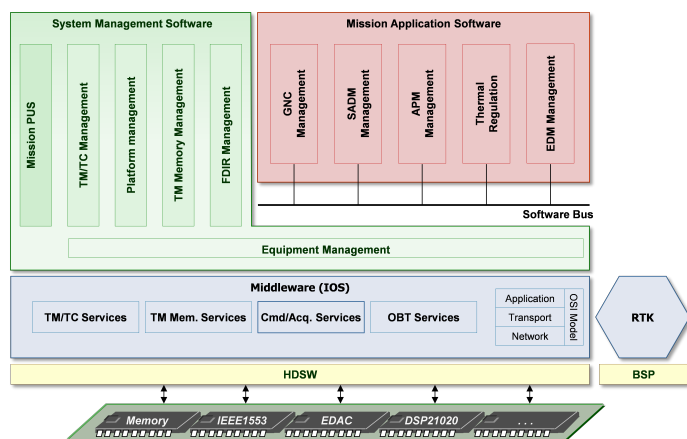 System Management Software
Mission Application Software
Mission PUS
TM/TC Management
Platform management
TM Memory Management
FDIR Management
GNC
Management
SADM
Management
APM
Management
Thermal
Regulation
EDM Management
Software Bus
Equipment Management
Middleware (IOS)
TM/TC Services
TM Mem. Services
Cmd/Acq. Services
OBT Services
Application
Transport
Network
OSI Model
RTK
HDSW
BSP
Memory
IEEE1553
EDAC
DSP21020
. . .